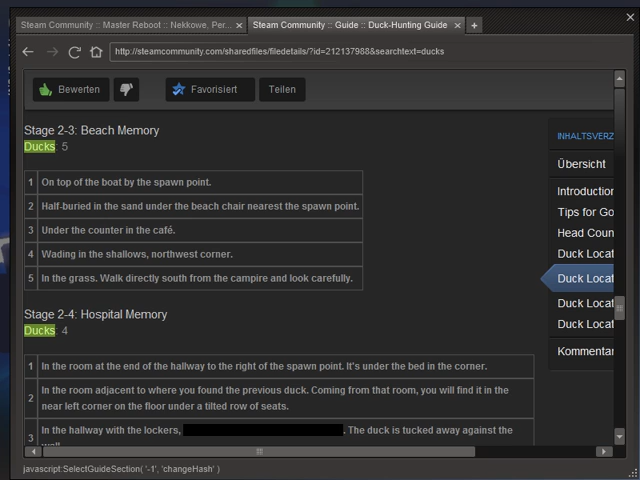 Steam Community :: Master Reboot :: Nekkowe, Per...
Steam Community :: Guide :: Duck-Hunting Guide
http://steamcommunity.com/sharedfiles/filedetails/?id=212137988&searchtext=ducks
Bewerten
Favorisiert
Teilen
Stage 2-3: Beach Memory
Ducks: 5
1 On top of the boat by the spawn point.
2 Half-buried in the sand under the beach chair nearest the spawn point.
3 Under the counter in the café.
4 Wading in the shallows, northwest corner.
5 In the grass. Walk directly south from the campire and look carefully.
Stage 2-4: Hospital Memory
Ducks: 4
1 In the room at the end of the hallway to the right of the spawn point. It's under the bed in the corner.
2 In the room adjacent to where you found the previous duck. Coming from that room, you will find it in the
near left corner on the floor under a tilted row of seats.
3 In the hallway with the lockers, . The duck is tucked away against the
wall.
INHALTSVERZ
Übersicht
Introduction
Tips for Go
Head Coun
Duck Locat
Duck Locat
Duck Locat
Duck Locat
Kommentar
javascript:SelectGuideSection( '-1', 'changeHash' )